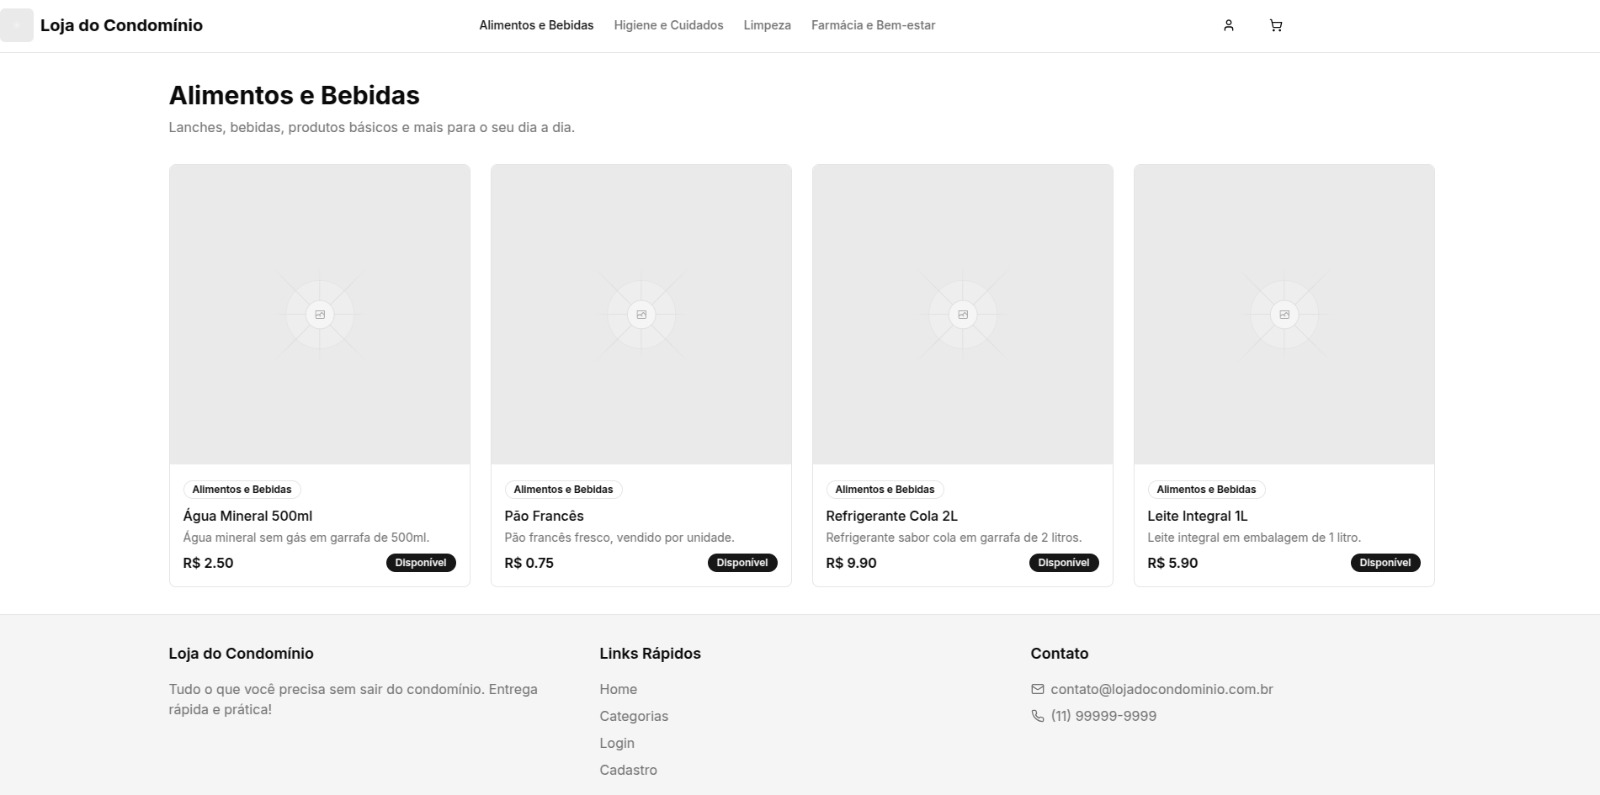 Loja do Condomínio
Alimentos e Bebidas
Higiene e Cuidados
Limpeza
Farmácia e Bem-estar
Alimentos e Bebidas
Lanches, bebidas, produtos básicos e mais para o seu dia a dia.
Alimentos e Bebidas
Água Mineral 500ml
Água mineral sem gás em garrafa de 500ml.
R$ 2.50
Disponível
Alimentos e Bebidas
Pão Francês
Pão francês fresco, vendido por unidade.
R$ 0.75
Disponível
Alimentos e Bebidas
Refrigerante Cola 2L
Refrigerante sabor cola em garrafa de 2 litros.
R$ 9.90
Disponível
Alimentos e Bebidas
Leite Integral 1L
Leite integral em embalagem de 1 litro.
R$ 5.90
Disponível
Loja do Condomínio
Tudo o que você precisa sem sair do condomínio. Entrega
rápida e prática!
Links Rápidos
Home
Categorias
Login
Cadastro
Contato
contato@lojadocondominio.com.br
(11) 99999-9999